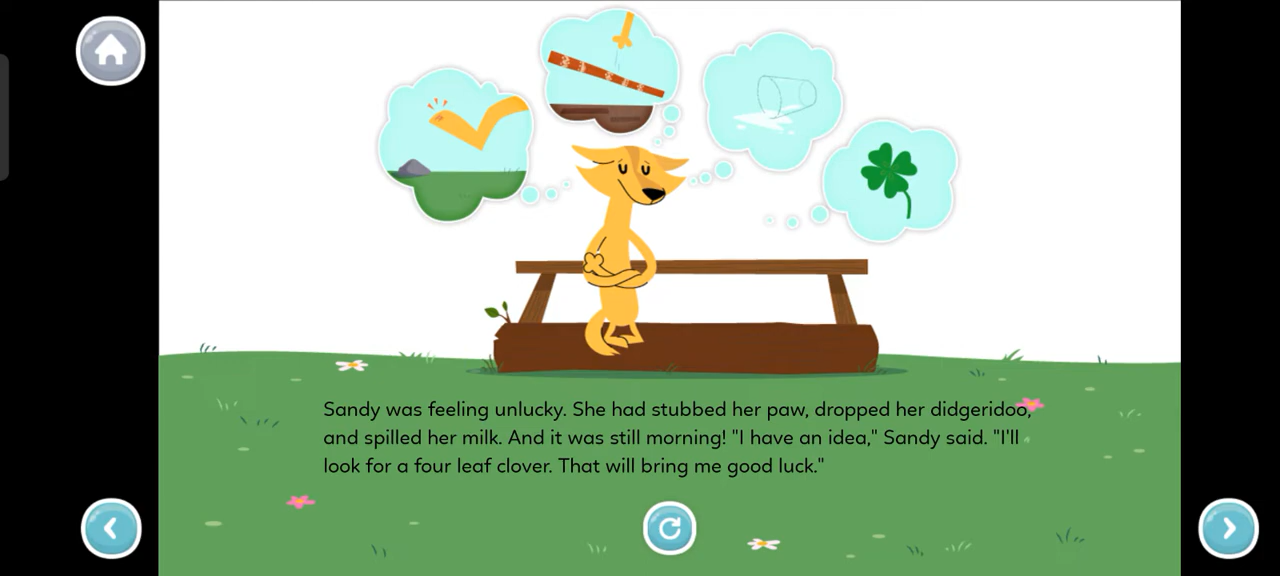 Sandy was feeling unlucky. She had stubbed her paw, dropped her didgeridoo,
and spilled her milk. And it was still morning! "I have an idea," Sandy said. "I'll
look for a four leaf clover. That will bring me good luck."